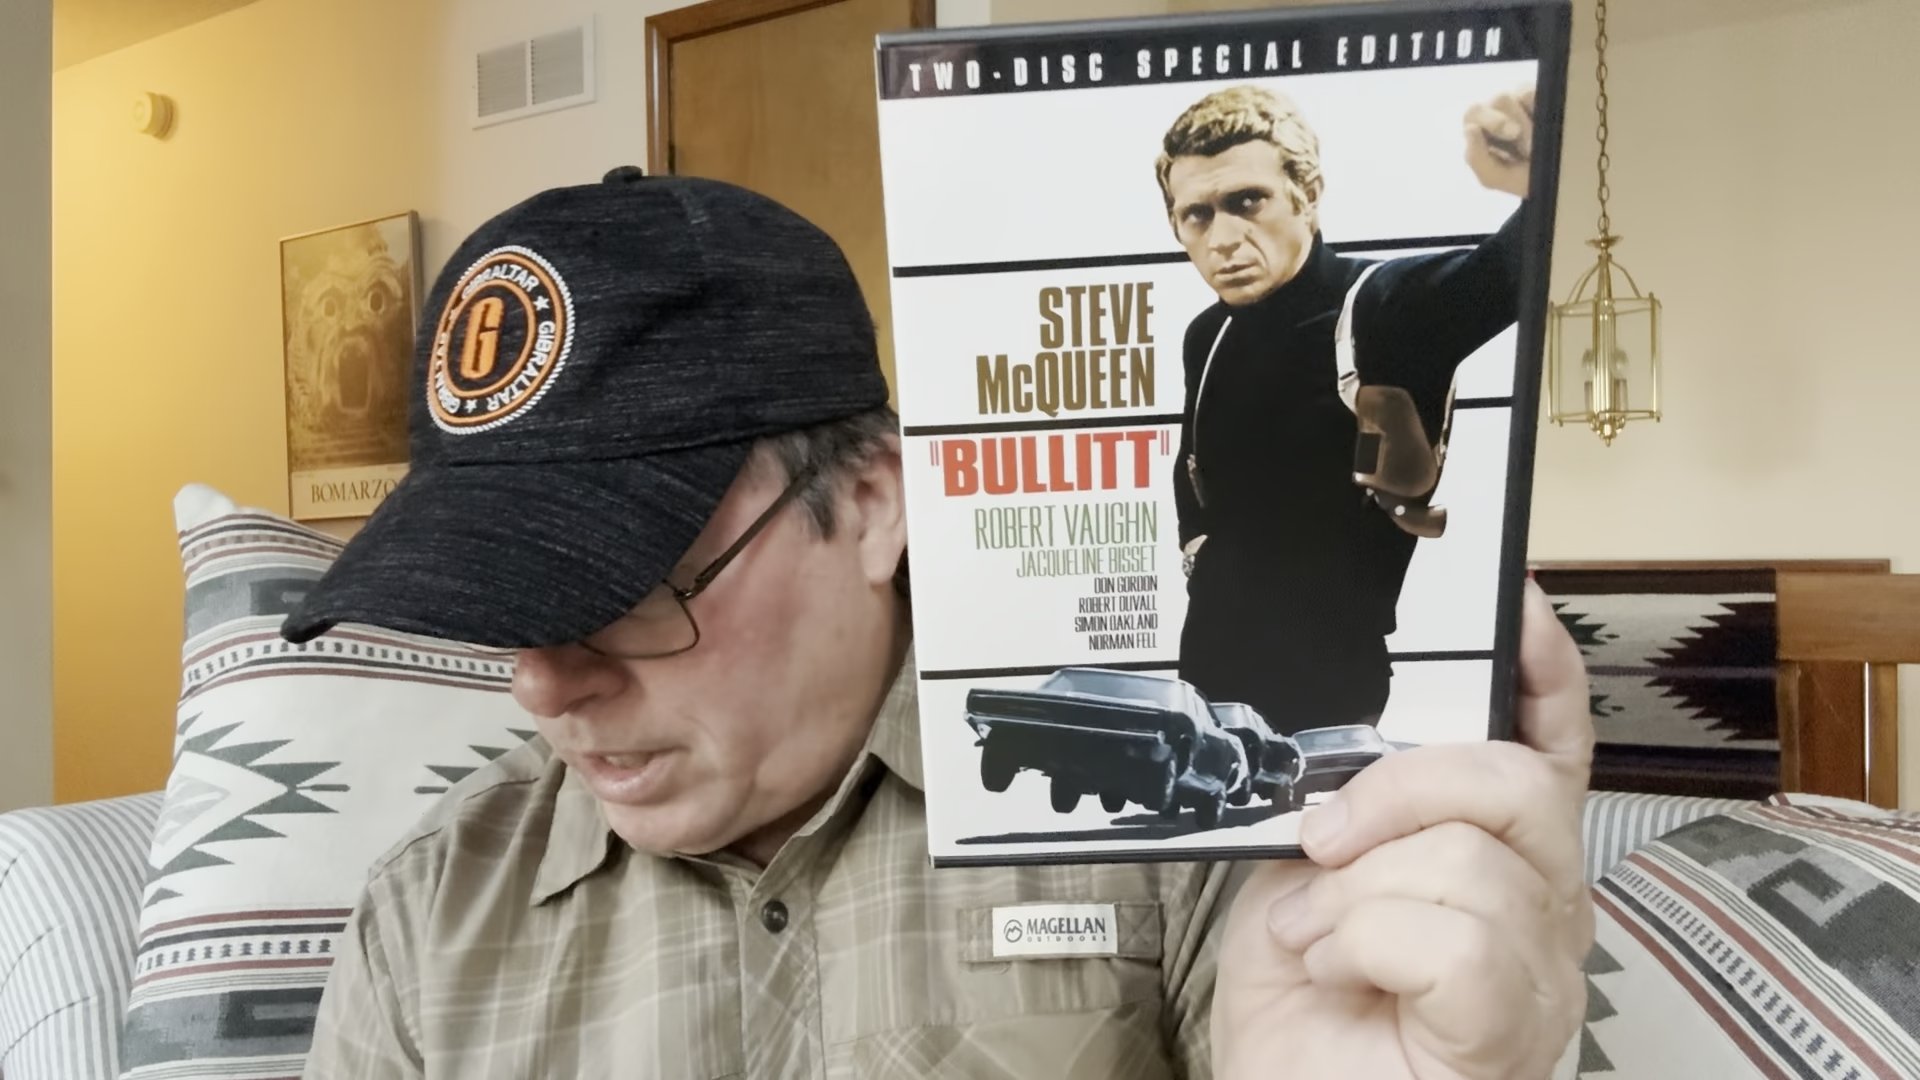 TWO-DISC SPECIAL EDITION
STEVE
McQUEEN
"BULLITT"
ROBERT VAUGHN
JACQUELINE BISSET
DON GORDON
ROBERT DUVALL
SIMON OAKLAND
NORMAN FELL
GIBRALTAR ★ GIBRALTAR ★ GIBRALTAR
G
BOMARZO
MAGELLAN
OUTDOORS